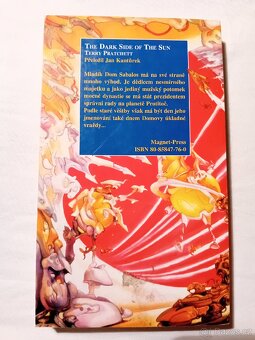 THE DARK SIDE OF THE SUN
TERRY PRATCHETT
Přeložil Jan Kantůrek
Mladík Dom Sabalos má na své straně
mnoho výhod. Je dědicem nesmírného
majetku a jako jediný mužský potomek
mocné dynastie se má stát prezidentem
správní rady na planetě Prutitoč.
Podle staré věštby však má být den jeho
jmenování také dnem Domovy úkladné
vraždy...
Magnet-Press
ISBN 80-85847-76-0